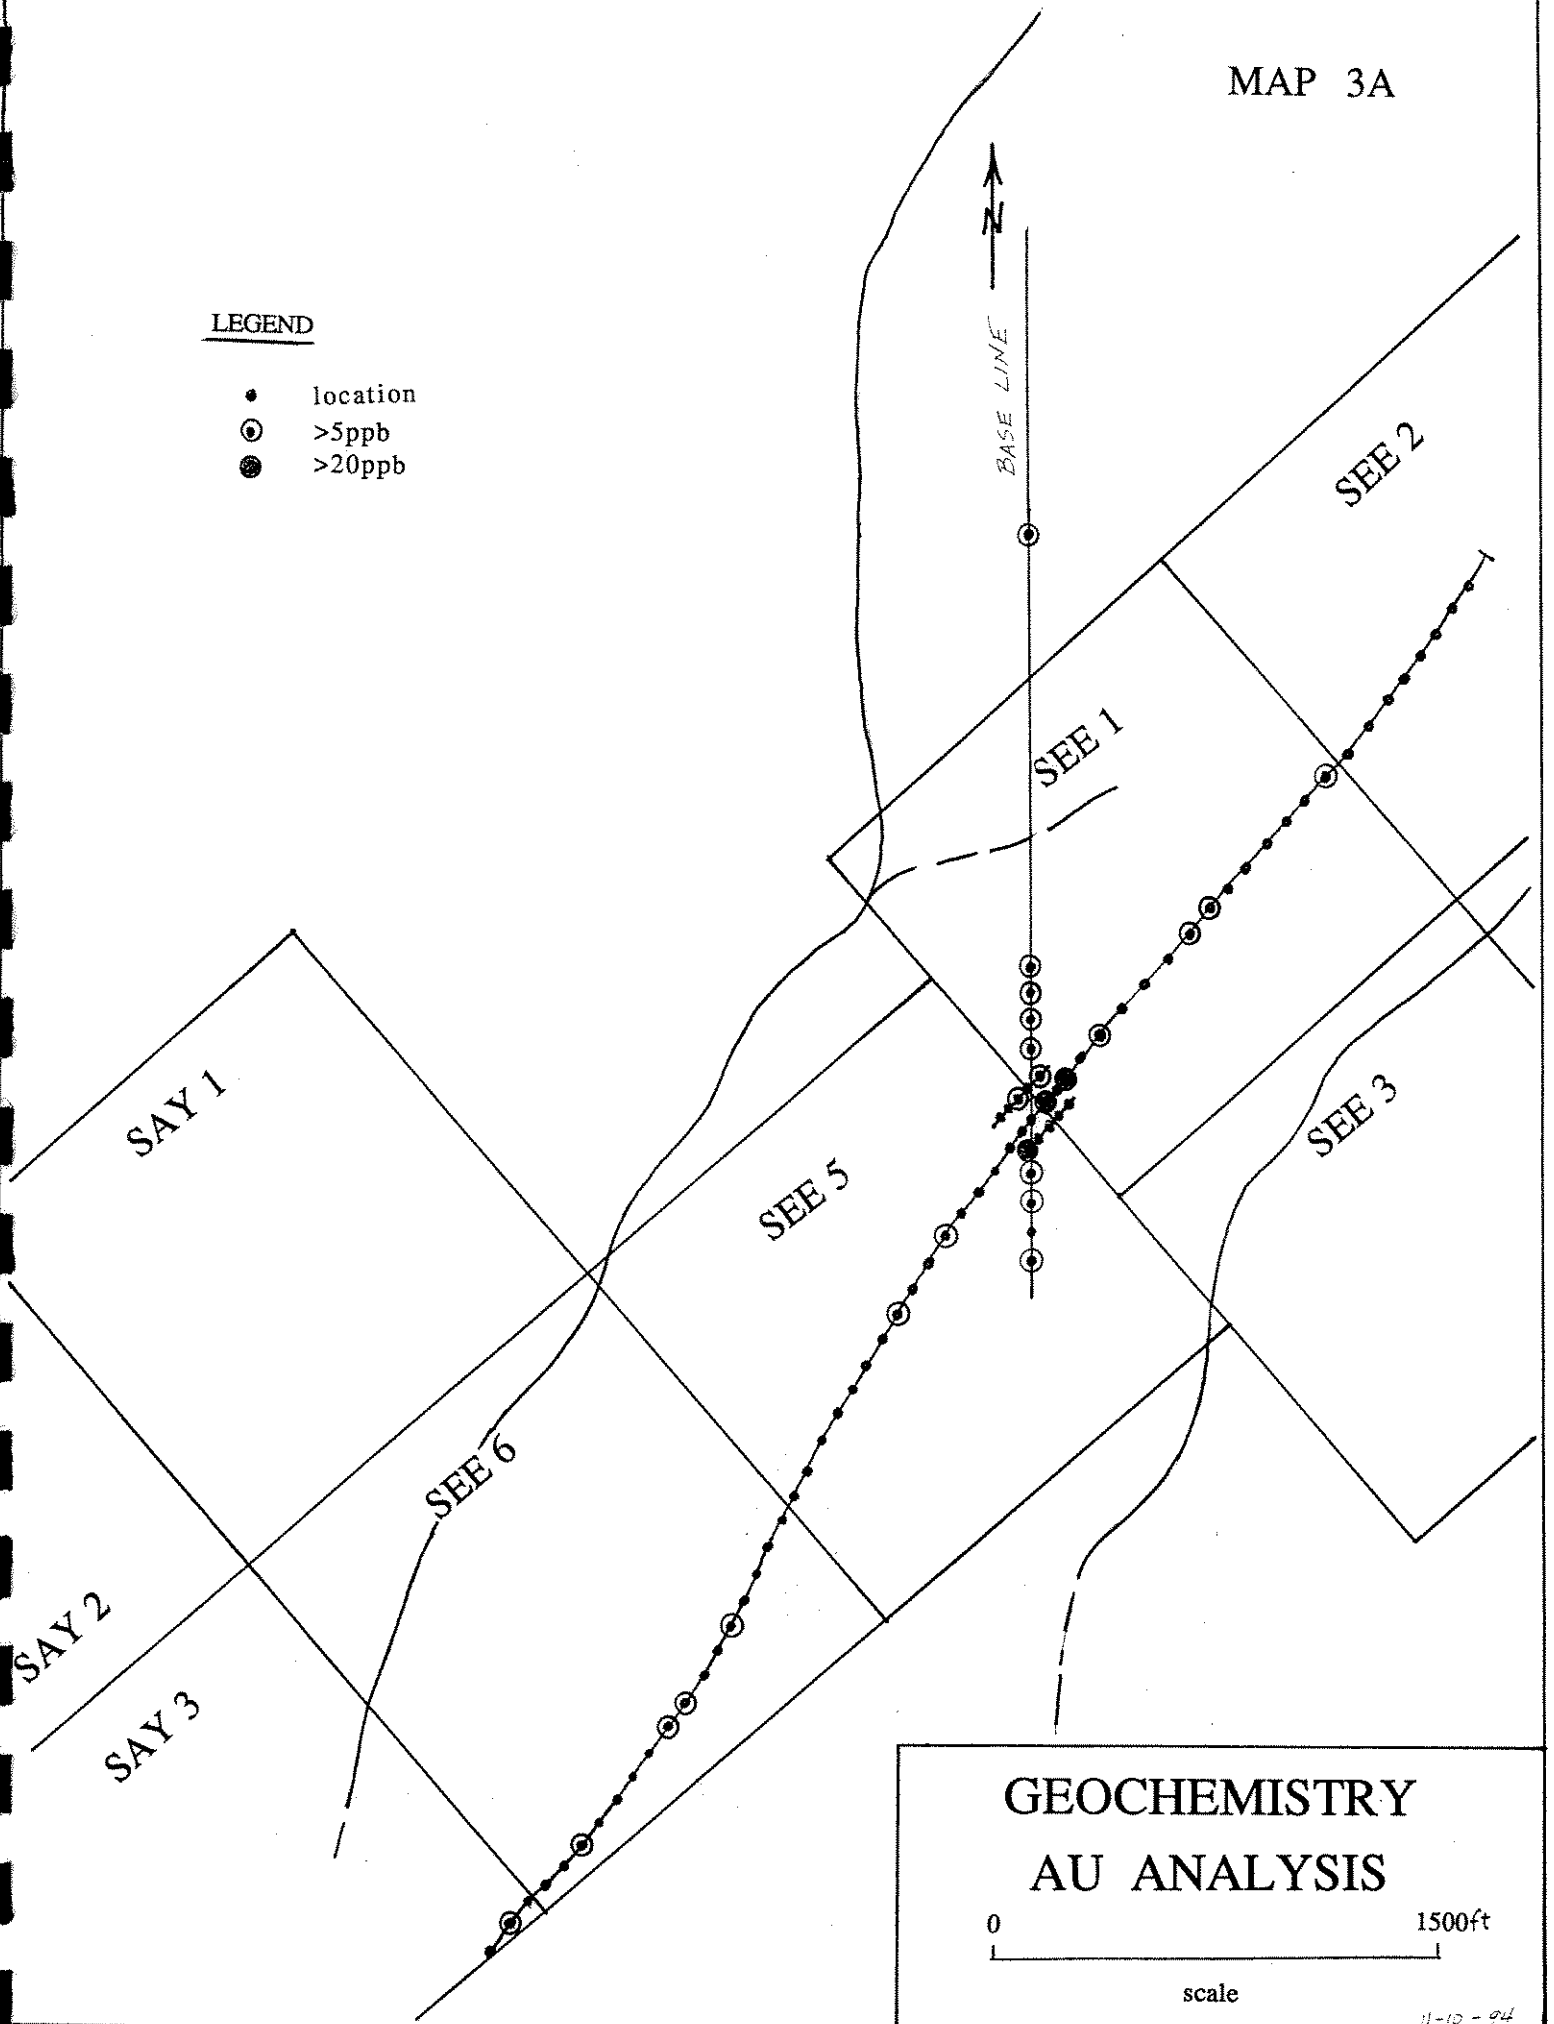 MAP 3A
N
BASE LINE
LEGEND
location
>5ppb
>20ppb
SEE 2
SEE 1
SAY 1
SEE 3
SEE 5
SEE 6
SAY 2
SAY 3
GEOCHEMISTRY
AU ANALYSIS
0 1500ft
scale
11-10-94